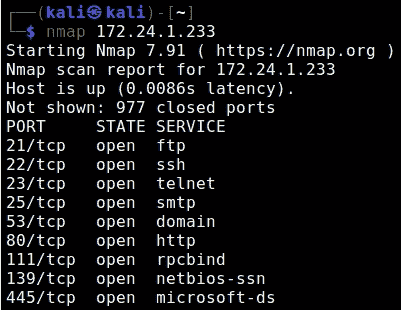 ┌──(kali㉿kali)-[~]
└─$ nmap 172.24.1.233
Starting Nmap 7.91 ( https://nmap.org )
Nmap scan report for 172.24.1.233
Host is up (0.0086s latency).
Not shown: 977 closed ports
PORT    STATE SERVICE
21/tcp  open  ftp
22/tcp  open  ssh
23/tcp  open  telnet
25/tcp  open  smtp
53/tcp  open  domain
80/tcp  open  http
111/tcp open  rpcbind
139/tcp open  netbios-ssn
445/tcp open  microsoft-ds